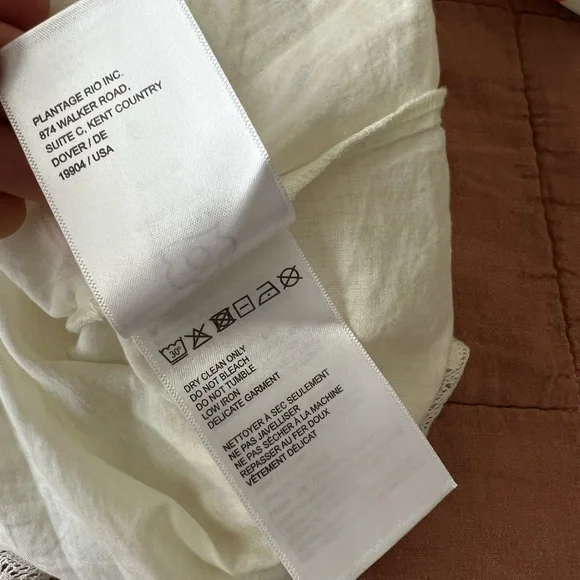 PLANTAGE RIO INC.
874 WALKER ROAD.
SUITE C, KENT COUNTRY
DOVER / DE
19904 / USA
30°
DRY CLEAN ONLY
DO NOT BLEACH
DO NOT TUMBLE
LOW IRON
DELICATE GARMENT
NETTOYER À SEC SEULEMENT
NE PAS JAVELLISER
NE PAS SÉCHER À LA MACHINE
REPASSER AU FER DOUX
VÊTEMENT DÉLICAT